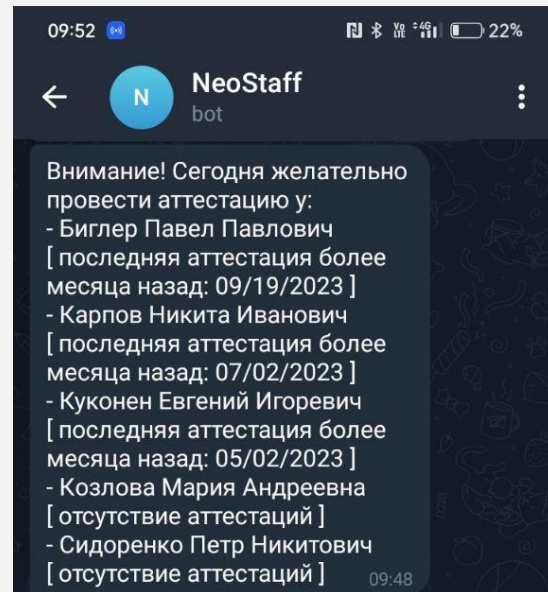 09:52 22%
N NeoStaff
bot
Внимание! Сегодня желательно
провести аттестацию у:
- Биглер Павел Павлович
[ последняя аттестация более
месяца назад: 09/19/2023 ]
- Карпов Никита Иванович
[ последняя аттестация более
месяца назад: 07/02/2023 ]
- Куконен Евгений Игоревич
[ последняя аттестация более
месяца назад: 05/02/2023 ]
- Козлова Мария Андреевна
[ отсутствие аттестаций ]
- Сидоренко Петр Никитович
[ отсутствие аттестаций ] 09:48